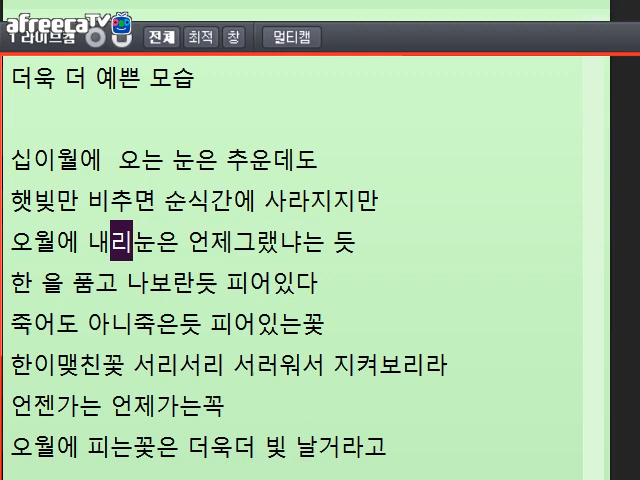 afreecaTV
1 라이브캠
전체 최적 창 멀티캠
더욱 더 예쁜 모습
십이월에 오는 눈은 추운데도
햇빛만 비추면 순식간에 사라지지만
오월에 내리눈은 언제그랬냐는 듯
한 을 품고 나보란듯 피어있다
죽어도 아니죽은듯 피어있는꽃
한이맺친꽃 서리서리 서러워서 지켜보리라
언젠가는 언제가는꼭
오월에 피는꽃은 더욱더 빛 날거라고